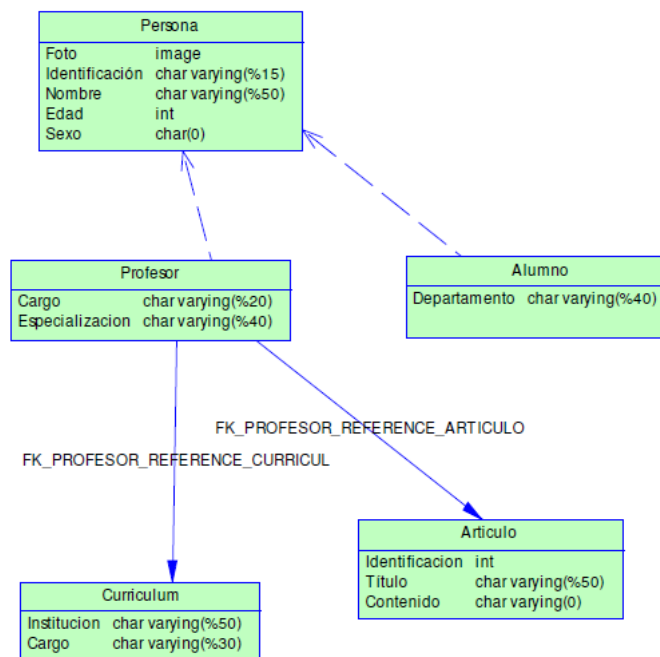 Persona
Foto image
Identificación char varying(%15)
Nombre char varying(%50)
Edad int
Sexo char(0)
Profesor
Cargo char varying(%20)
Especializacion char varying(%40)
Alumno
Departamento char varying(%40)
FK_PROFESOR_REFERENCE_ARTICULO
FK_PROFESOR_REFERENCE_CURRICUL
Articulo
Identificacion int
Título char varying(%50)
Contenido char varying(0)
Curriculum
Institucion char varying(%50)
Cargo char varying(%30)